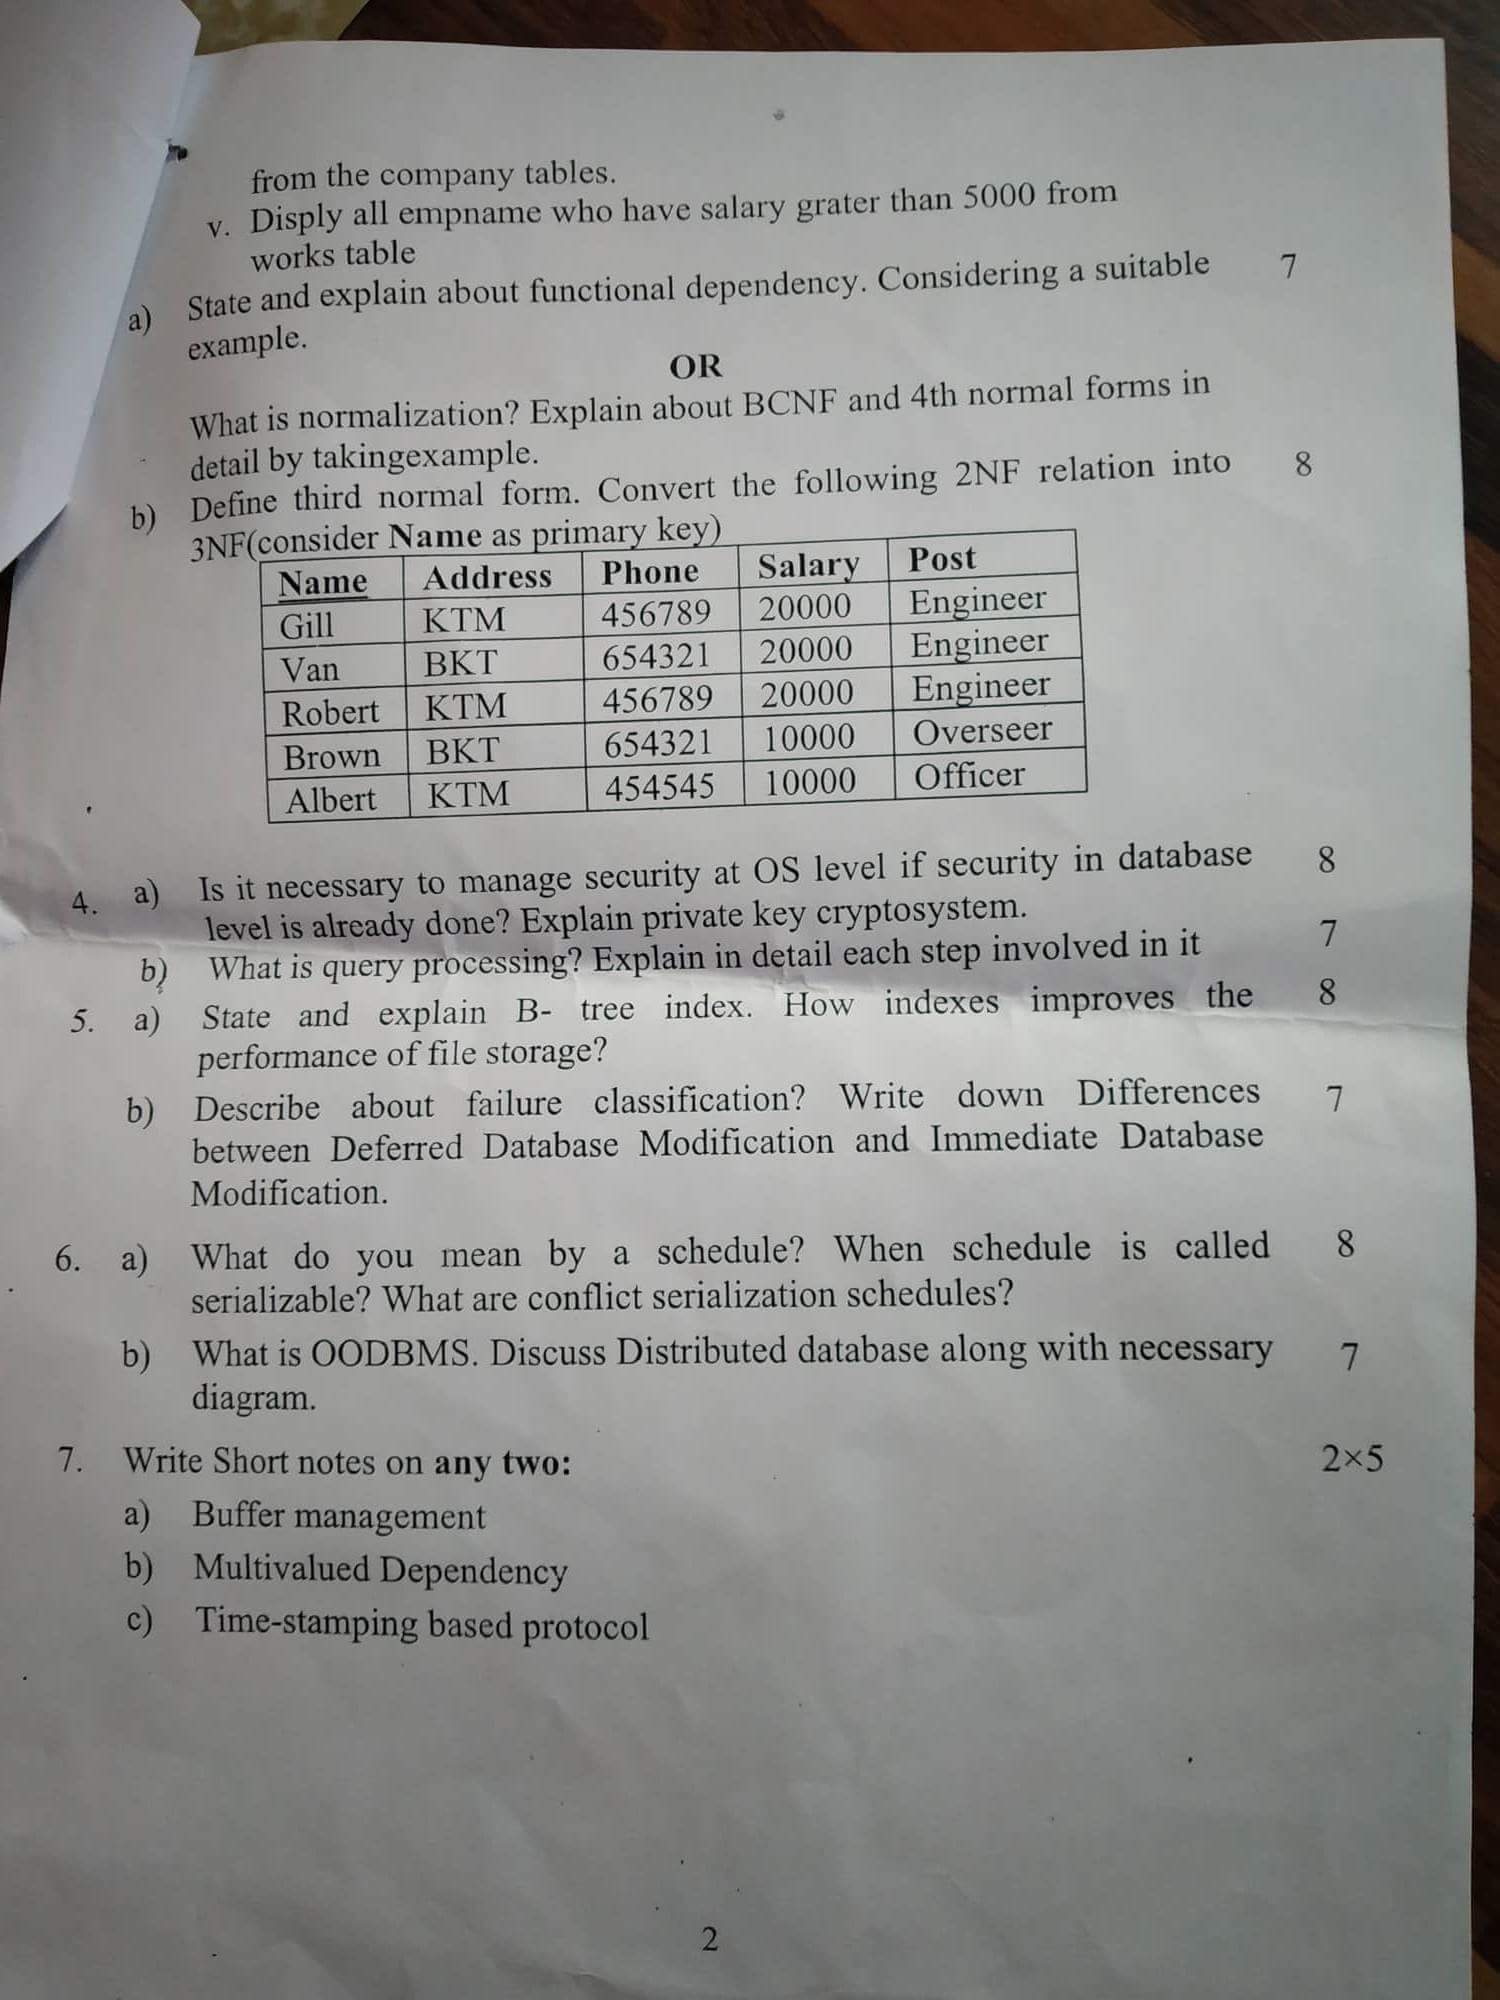 from the company tables.
v. Disply all empname who have salary grater than 5000 from
works table
a) State and explain about functional dependency. Considering a suitable 7
example.
OR
What is normalization? Explain about BCNF and 4th normal forms in
detail by takingexample.
b) Define third normal form. Convert the following 2NF relation into 8
3NF(consider Name as primary key)
Name Address Phone Salary Post
Gill KTM 456789 20000 Engineer
Van BKT 654321 20000 Engineer
Robert KTM 456789 20000 Engineer
Brown BKT 654321 10000 Overseer
Albert KTM 454545 10000 Officer
4. a) Is it necessary to manage security at OS level if security in database 8
level is already done? Explain private key cryptosystem.
b) What is query processing? Explain in detail each step involved in it 7
5. a) State and explain B- tree index. How indexes improves the 8
performance of file storage?
b) Describe about failure classification? Write down Differences 7
between Deferred Database Modification and Immediate Database
Modification.
6. a) What do you mean by a schedule? When schedule is called 8
serializable? What are conflict serialization schedules?
b) What is OODBMS. Discuss Distributed database along with necessary 7
diagram.
7. Write Short notes on any two: 2×5
a) Buffer management
b) Multivalued Dependency
c) Time-stamping based protocol
2